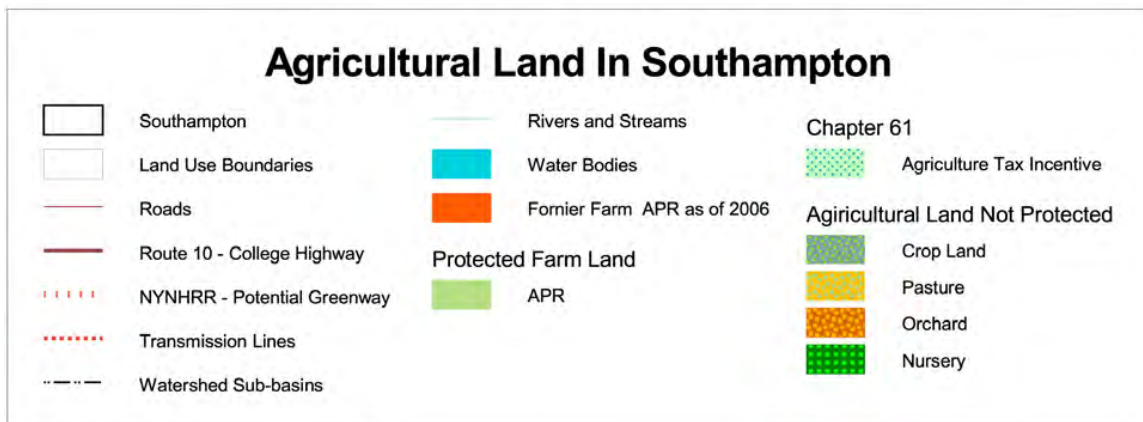 Agricultural Land In Southampton
Southampton
Land Use Boundaries
Roads
Route 10 - College Highway
NYNHRR - Potential Greenway
Transmission Lines
Watershed Sub-basins
Rivers and Streams
Water Bodies
Fornier Farm APR as of 2006
Protected Farm Land
APR
Chapter 61
Agriculture Tax Incentive
Agiricultural Land Not Protected
Crop Land
Pasture
Orchard
Nursery